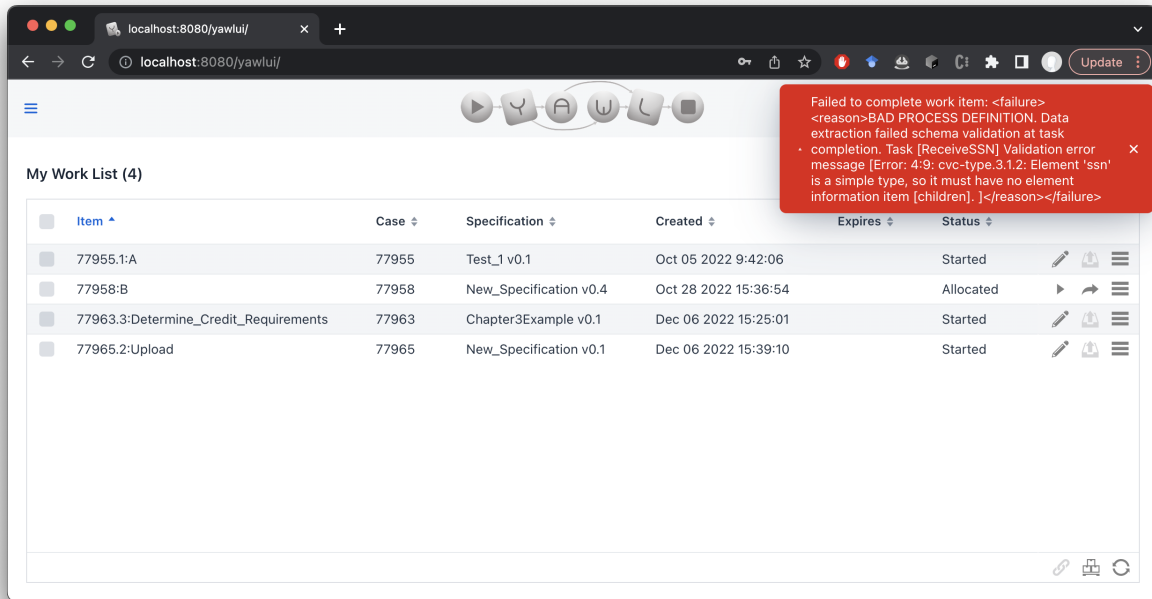 localhost:8080/yawlui/
localhost:8080/yawlui/
Update
YAWL
Failed to complete work item: <failure>
<reason>BAD PROCESS DEFINITION. Data
extraction failed schema validation at task
completion. Task [ReceiveSSN] Validation error
message [Error: 4:9: cvc-type.3.1.2: Element 'ssn'
is a simple type, so it must have no element
information item [children]. ]</reason></failure>
My Work List (4)
Item Case Specification Created Expires Status
77955.1:A 77955 Test_1 v0.1 Oct 05 2022 9:42:06 Started
77958:B 77958 New_Specification v0.4 Oct 28 2022 15:36:54 Allocated
77963.3:Determine_Credit_Requirements 77963 Chapter3Example v0.1 Dec 06 2022 15:25:01 Started
77965.2:Upload 77965 New_Specification v0.1 Dec 06 2022 15:39:10 Started